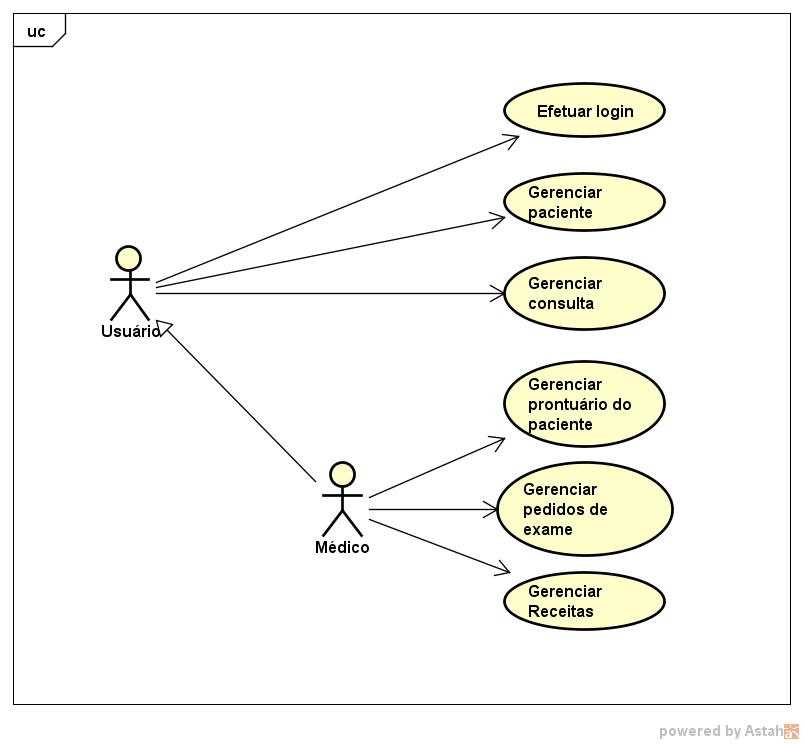 uc
Efetuar login
Gerenciar
paciente
Gerenciar
consulta
Usuário
Gerenciar
prontuário do
paciente
Gerenciar
pedidos de
exame
Médico
Gerenciar
Receitas
powered by Astah